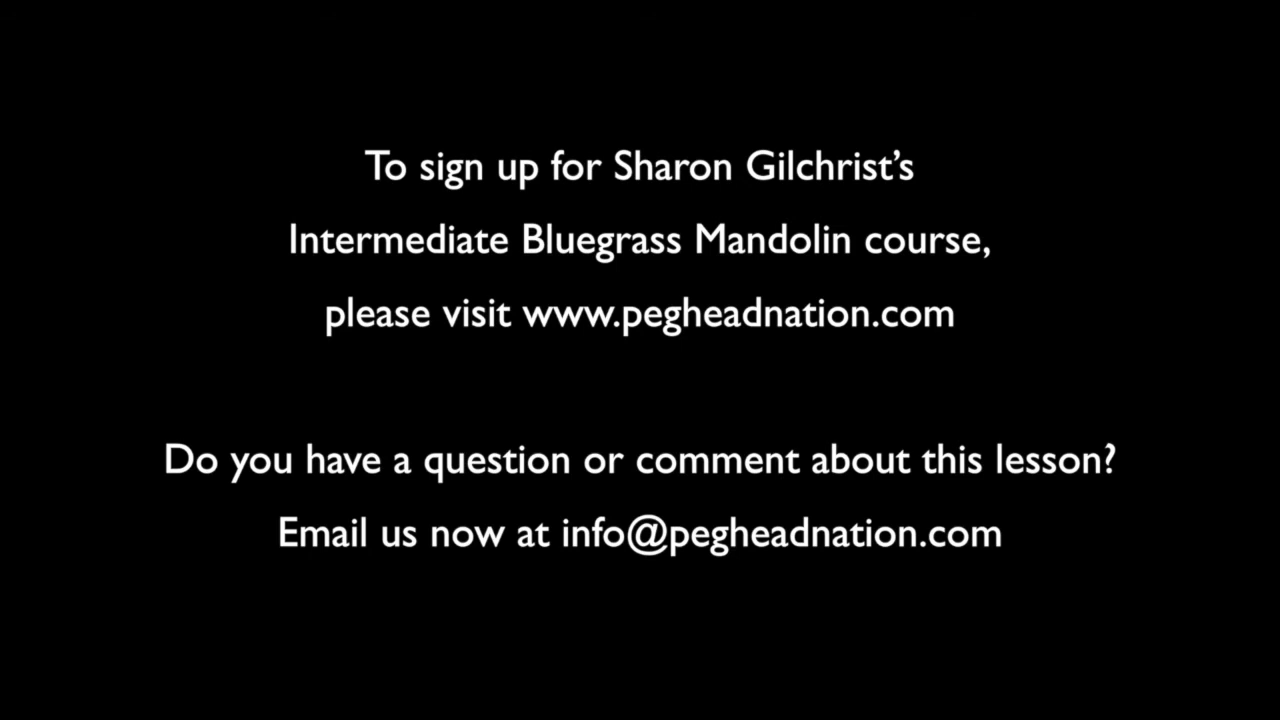 To sign up for Sharon Gilchrist’s
Intermediate Bluegrass Mandolin course,
please visit www.pegheadnation.com
Do you have a question or comment about this lesson?
Email us now at info@pegheadnation.com